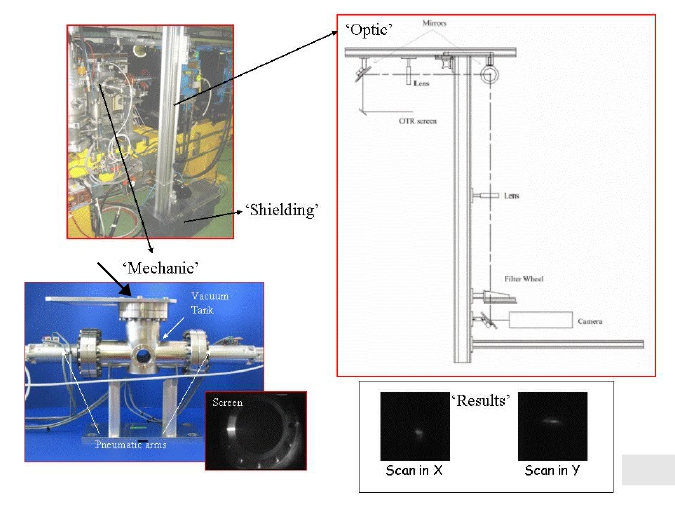 ‘Optic’
Mirrors
Lens
OTR screen
‘Shielding’
Lens
‘Mechanic’
Filter Wheel
Vacuum
Tank
Camera
Screen
‘Results’
Pneumatic arms
Scan in X
Scan in Y